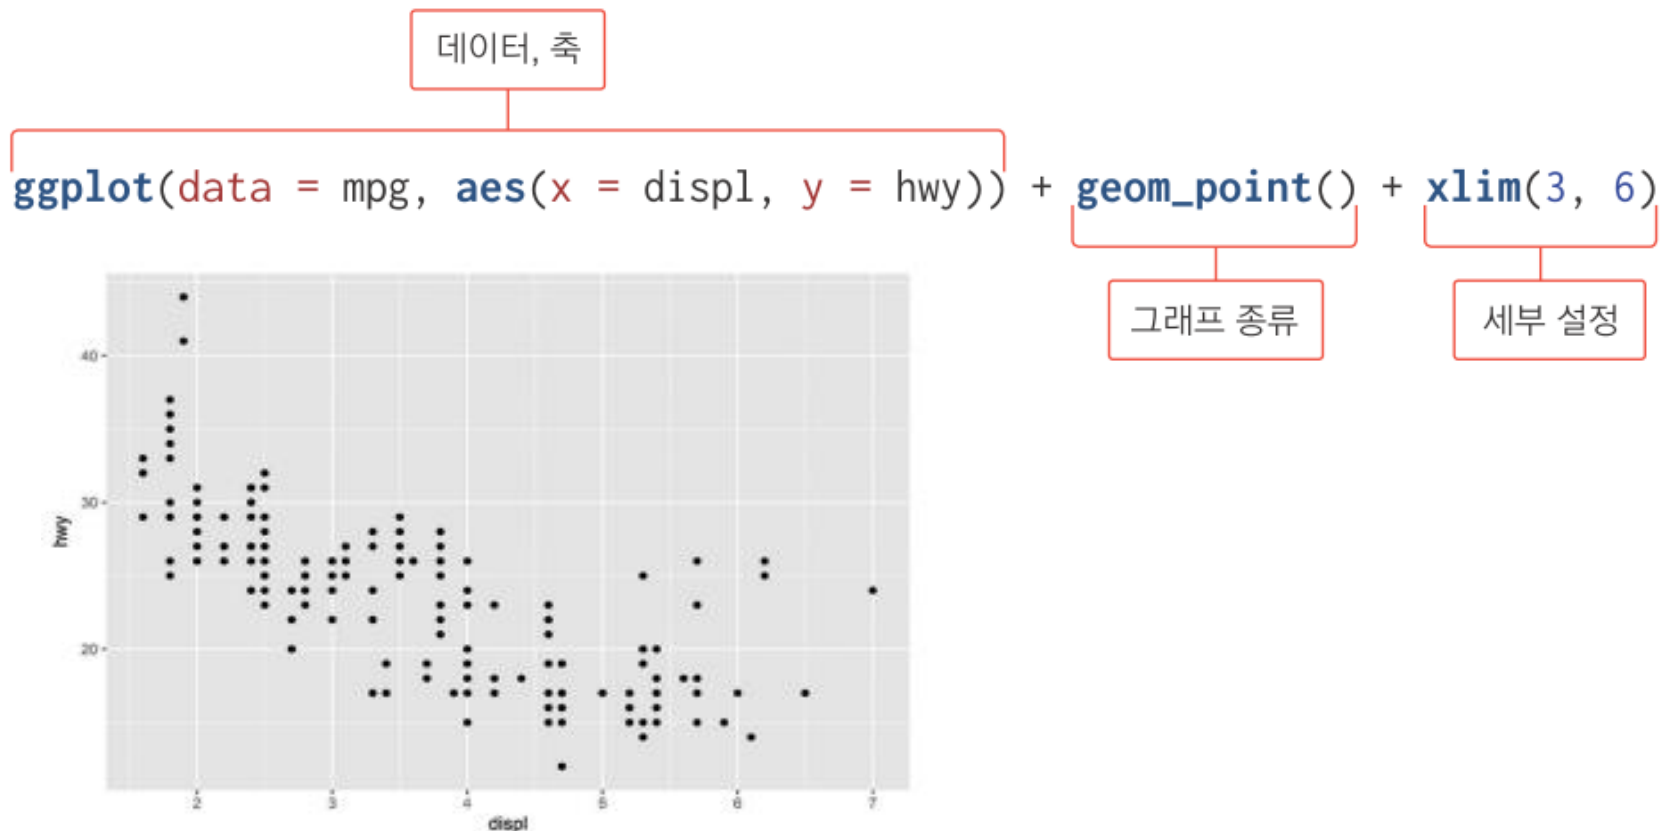 데이터, 축
ggplot(data = mpg, aes(x = displ, y = hwy)) + geom_point() + xlim(3, 6)
그래프 종류
세부 설정
40
30
20
hwy
2 3 4 5 6 7
displ